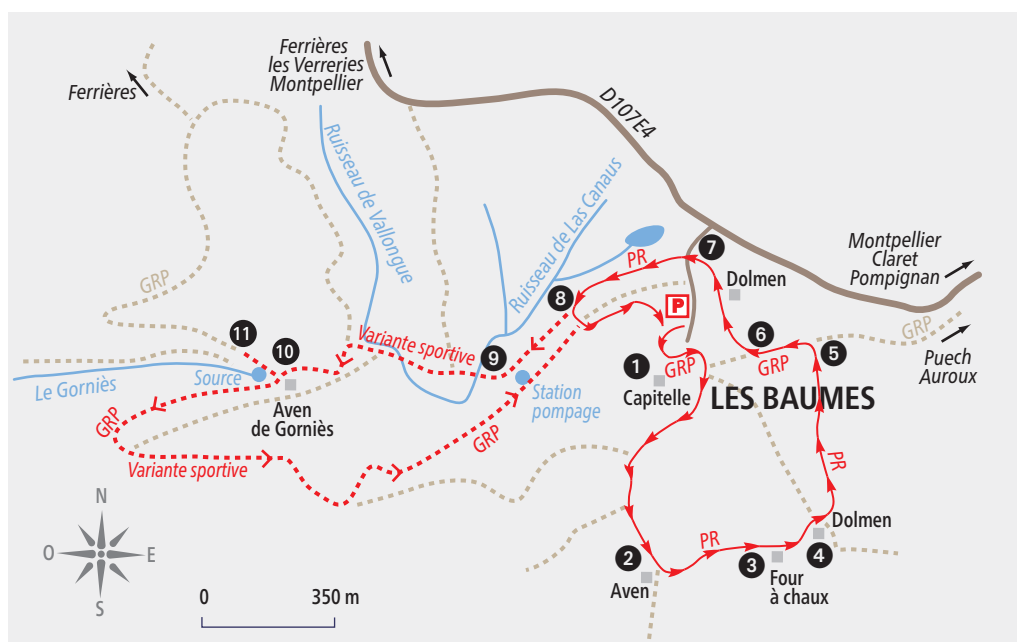 Ferrières
les Verreries
Montpellier
Ferrières
D107E4
Ruisseau de Vallongue
Ruisseau de Las Canaus
GRP
PR
7
Montpellier
Claret
Pompignan
Dolmen
8
P
GRP
Puech
Auroux
11
10
Variante sportive
9
6
5
GRP
GRP
1
Capitelle
LES BAUMES
Le Gorniès
Source
Station
pompage
Aven
de Gorniès
GRP
GRP
Variante sportive
PR
Dolmen
N
O
E
S
2
Aven
PR
3
4
Four
à chaux
0
350 m